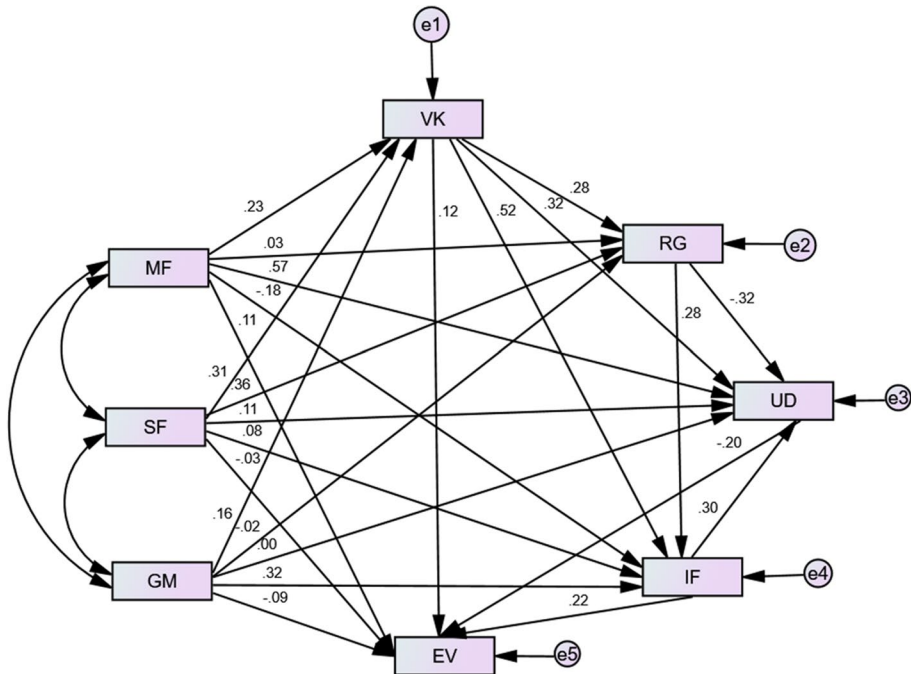 e1
VK
.28
.23
.12
.52
.32
RG
e2
.03
MF
.57
-.18
-.32
.11
.28
.31
.36
UD
e3
.11
SF
.08
-.20
-.03
.30
.16
-.02
.00
GM
.32
IF
e4
-.09
.22
EV
e5